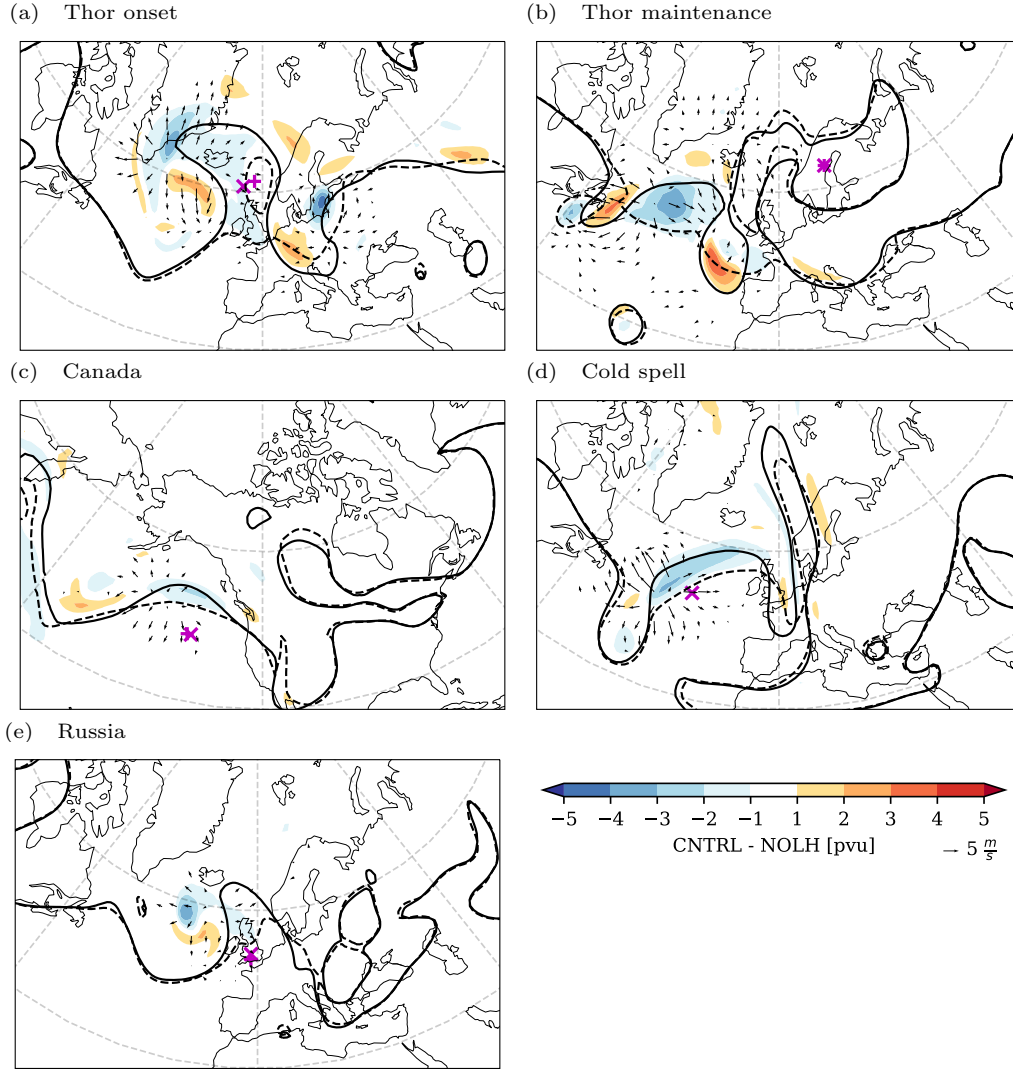 (a) Thor onset
(b) Thor maintenance
(c) Canada
(d) Cold spell
(e) Russia
−5 −4 −3 −2 −1 1 2 3 4 5
CNTRL - NOLH [pvu]
→ 5 m/s